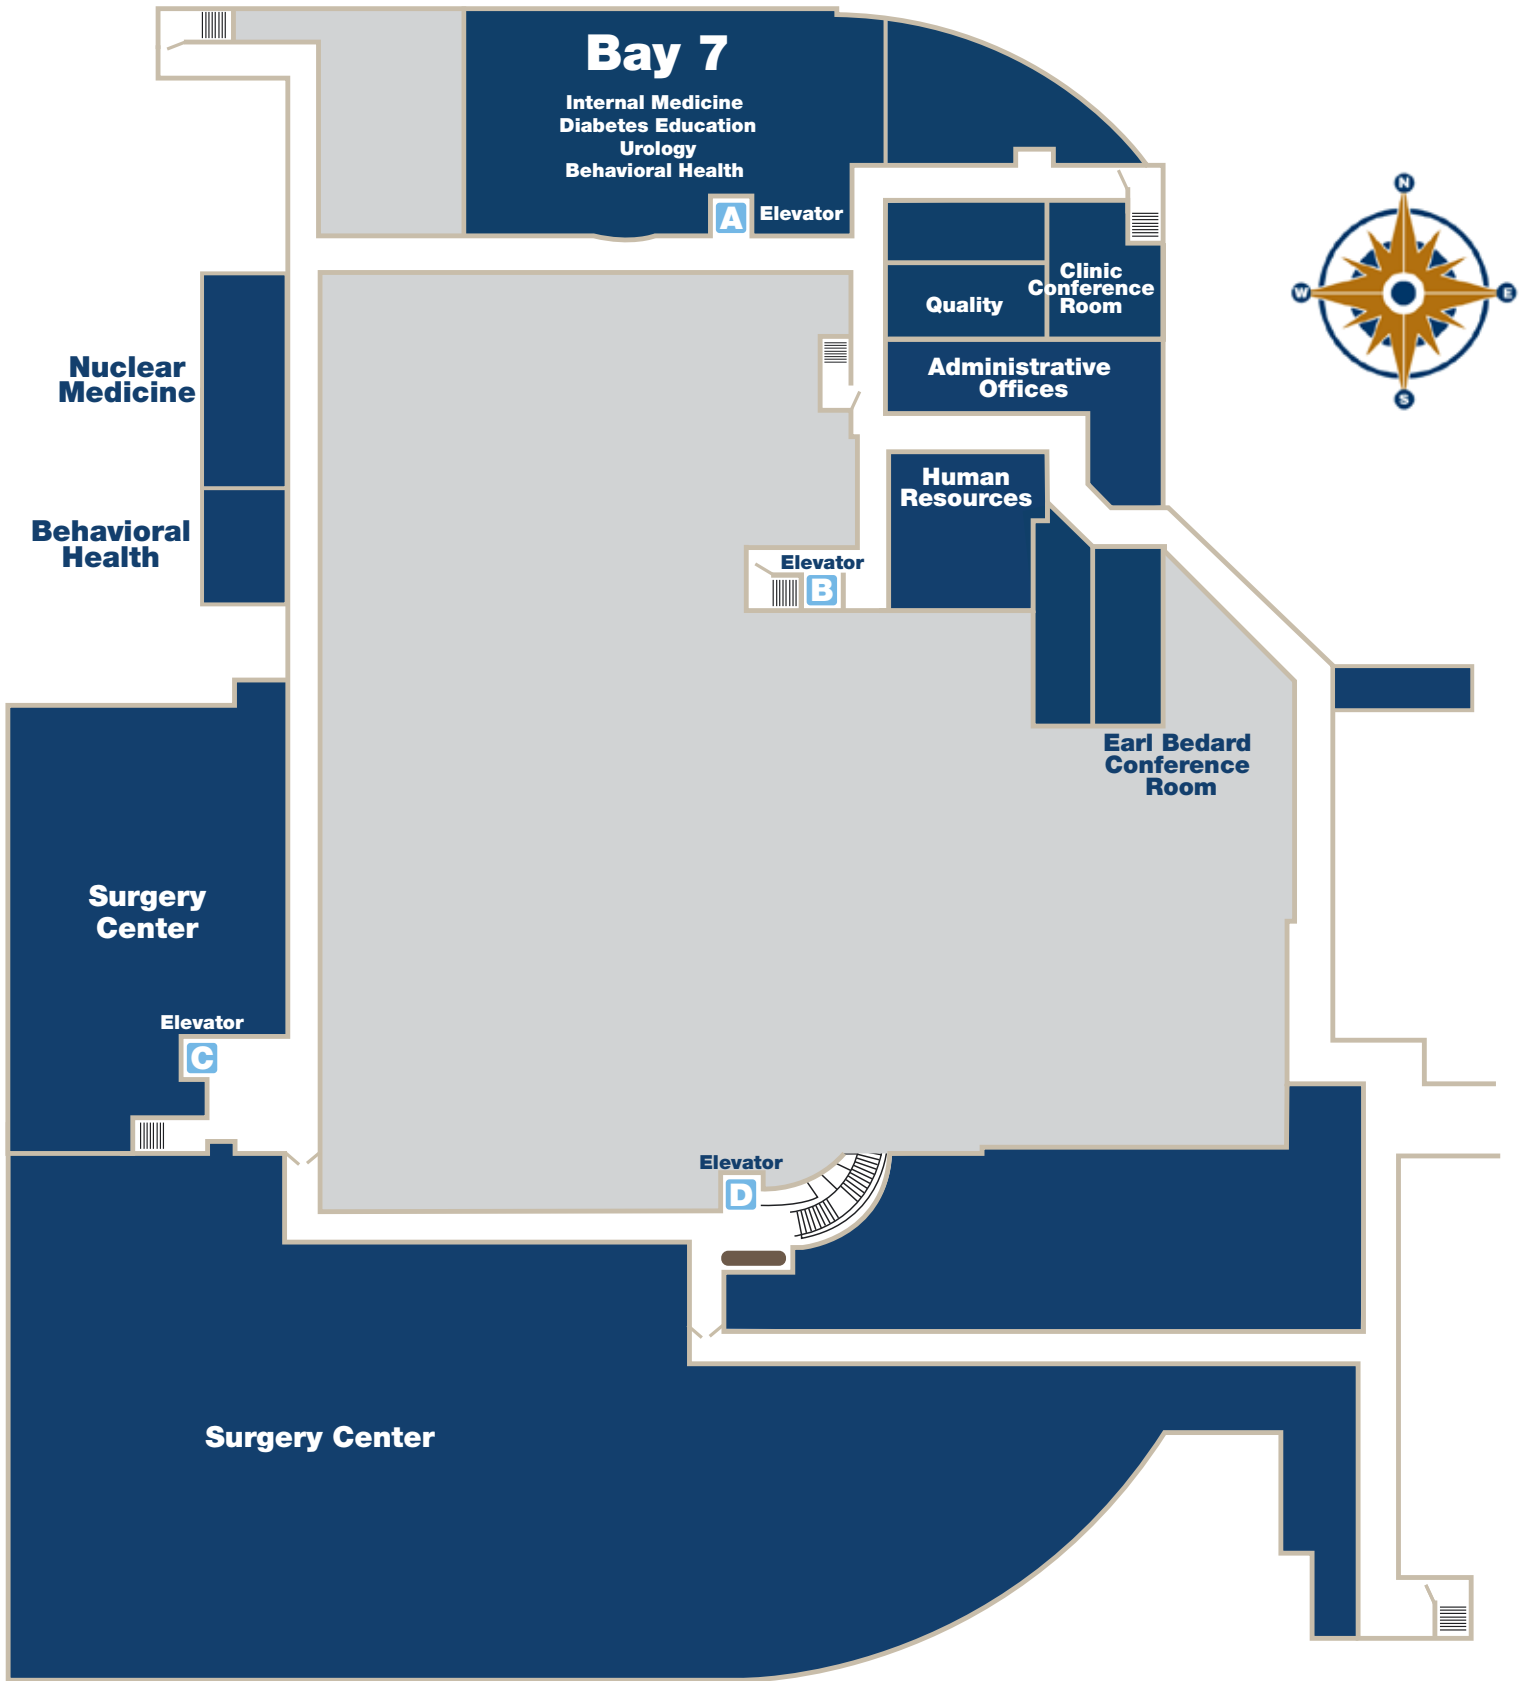 Bay 7
Internal Medicine
Diabetes Education
Urology
Behavioral Health
A Elevator
N
W
E
S
Clinic
Conference
Room
Quality
Administrative
Offices
Nuclear
Medicine
Human
Resources
Behavioral
Health
Elevator
B
Earl Bedard
Conference
Room
Surgery
Center
Elevator
C
Elevator
D
Surgery Center